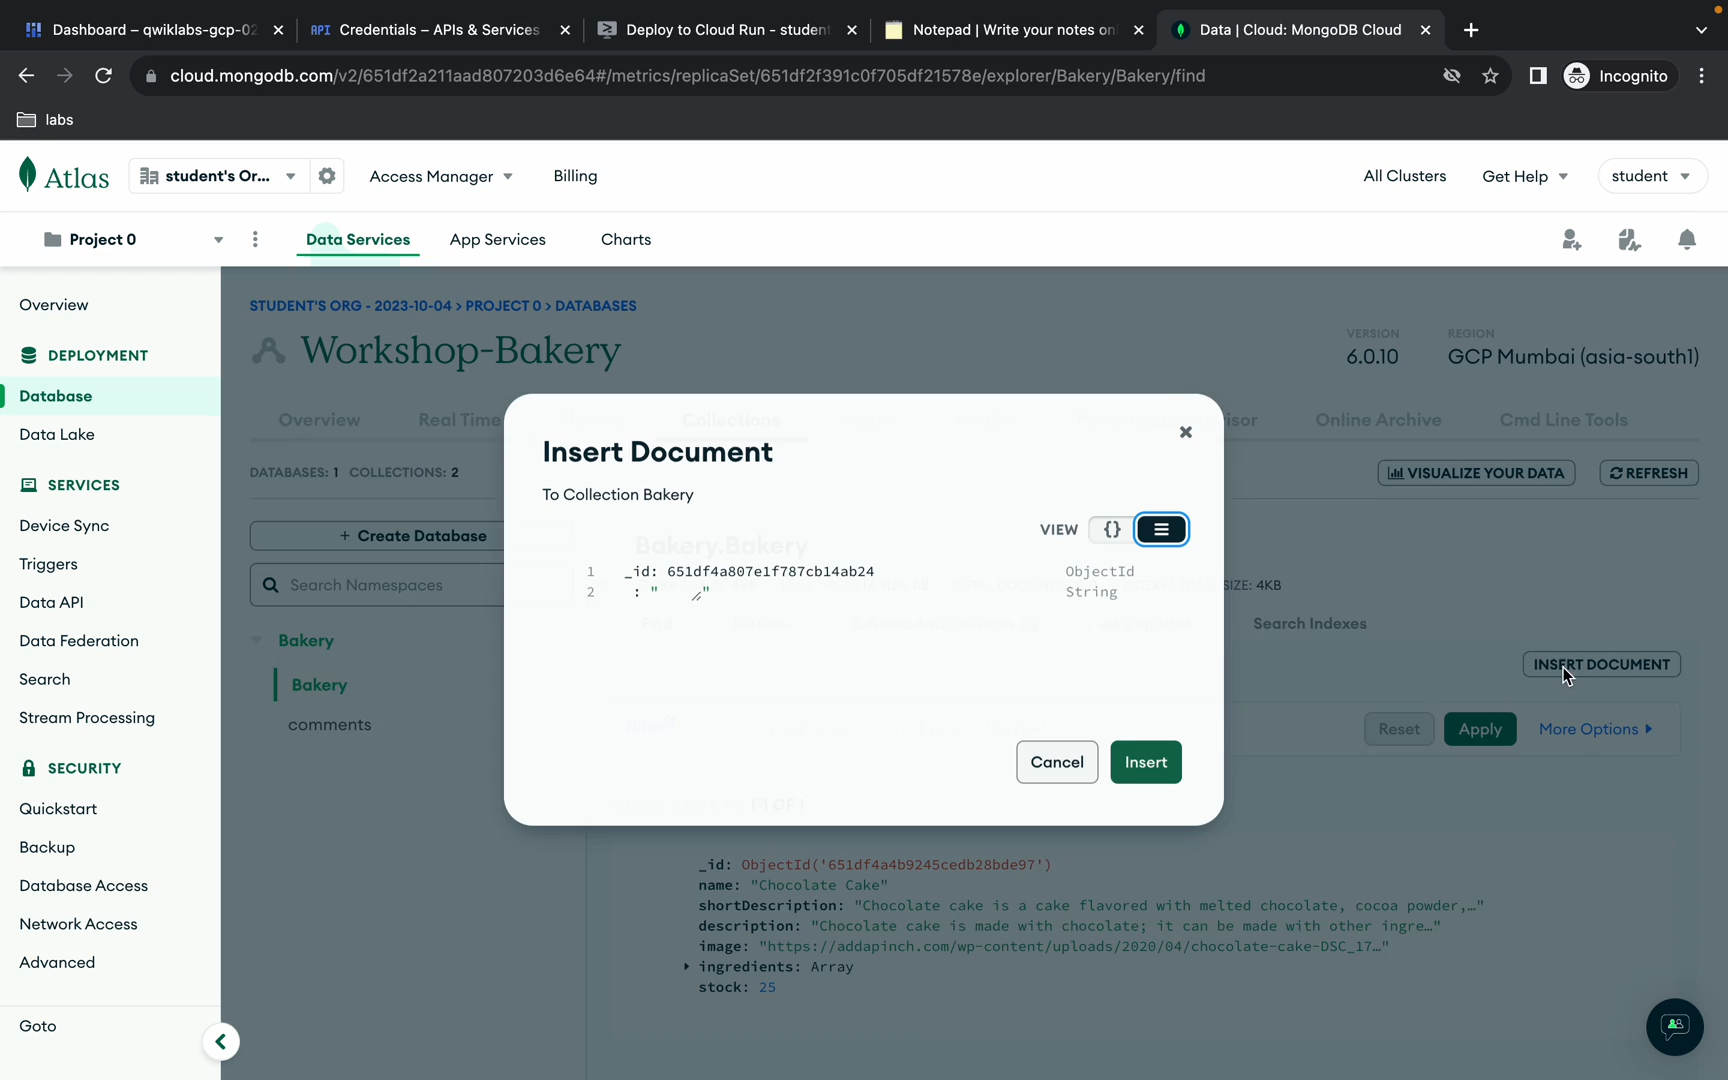 Dashboard – qwiklabs-gcp-02
API Credentials – APIs & Services
Deploy to Cloud Run - student
Notepad | Write your notes on
Data | Cloud: MongoDB Cloud
cloud.mongodb.com/v2/651df2a211aad807203d6e64#/metrics/replicaSet/651df2f391c0f705df21578e/explorer/Bakery/Bakery/find
Incognito
labs
Atlas
student's Or...
Access Manager
Billing
All Clusters
Get Help
student
Project 0
Data Services
App Services
Charts
Overview
DEPLOYMENT
Database
Data Lake
SERVICES
Device Sync
Triggers
Data API
Data Federation
Search
Stream Processing
SECURITY
Quickstart
Backup
Database Access
Network Access
Advanced
Goto
STUDENT'S ORG - 2023-10-04 > PROJECT 0 > DATABASES
Workshop-Bakery
VERSION
6.0.10
REGION
GCP Mumbai (asia-south1)
Overview
Real Time
Collections
Online Archive
Cmd Line Tools
DATABASES: 1 COLLECTIONS: 2
VISUALIZE YOUR DATA
REFRESH
+ Create Database
Search Namespaces
Bakery
Bakery
comments
Insert Document
To Collection Bakery
VIEW {}
Bakery.Bakery
1 _id: 651df4a807e1f787cb14ab24 ObjectId
2 : " /" String
Cancel
Insert
SIZE: 4KB
Find
Indexes
Search Indexes
INSERT DOCUMENT
Reset
Apply
More Options
1-1 OF 1
_id: ObjectId('651df4a4b9245cedb28bde97')
name: "Chocolate Cake"
shortDescription: "Chocolate cake is a cake flavored with melted chocolate, cocoa powder,…"
description: "Chocolate cake is made with chocolate; it can be made with other ingre…"
image: "https://addapinch.com/wp-content/uploads/2020/04/chocolate-cake-DSC_17…"
ingredients: Array
stock: 25